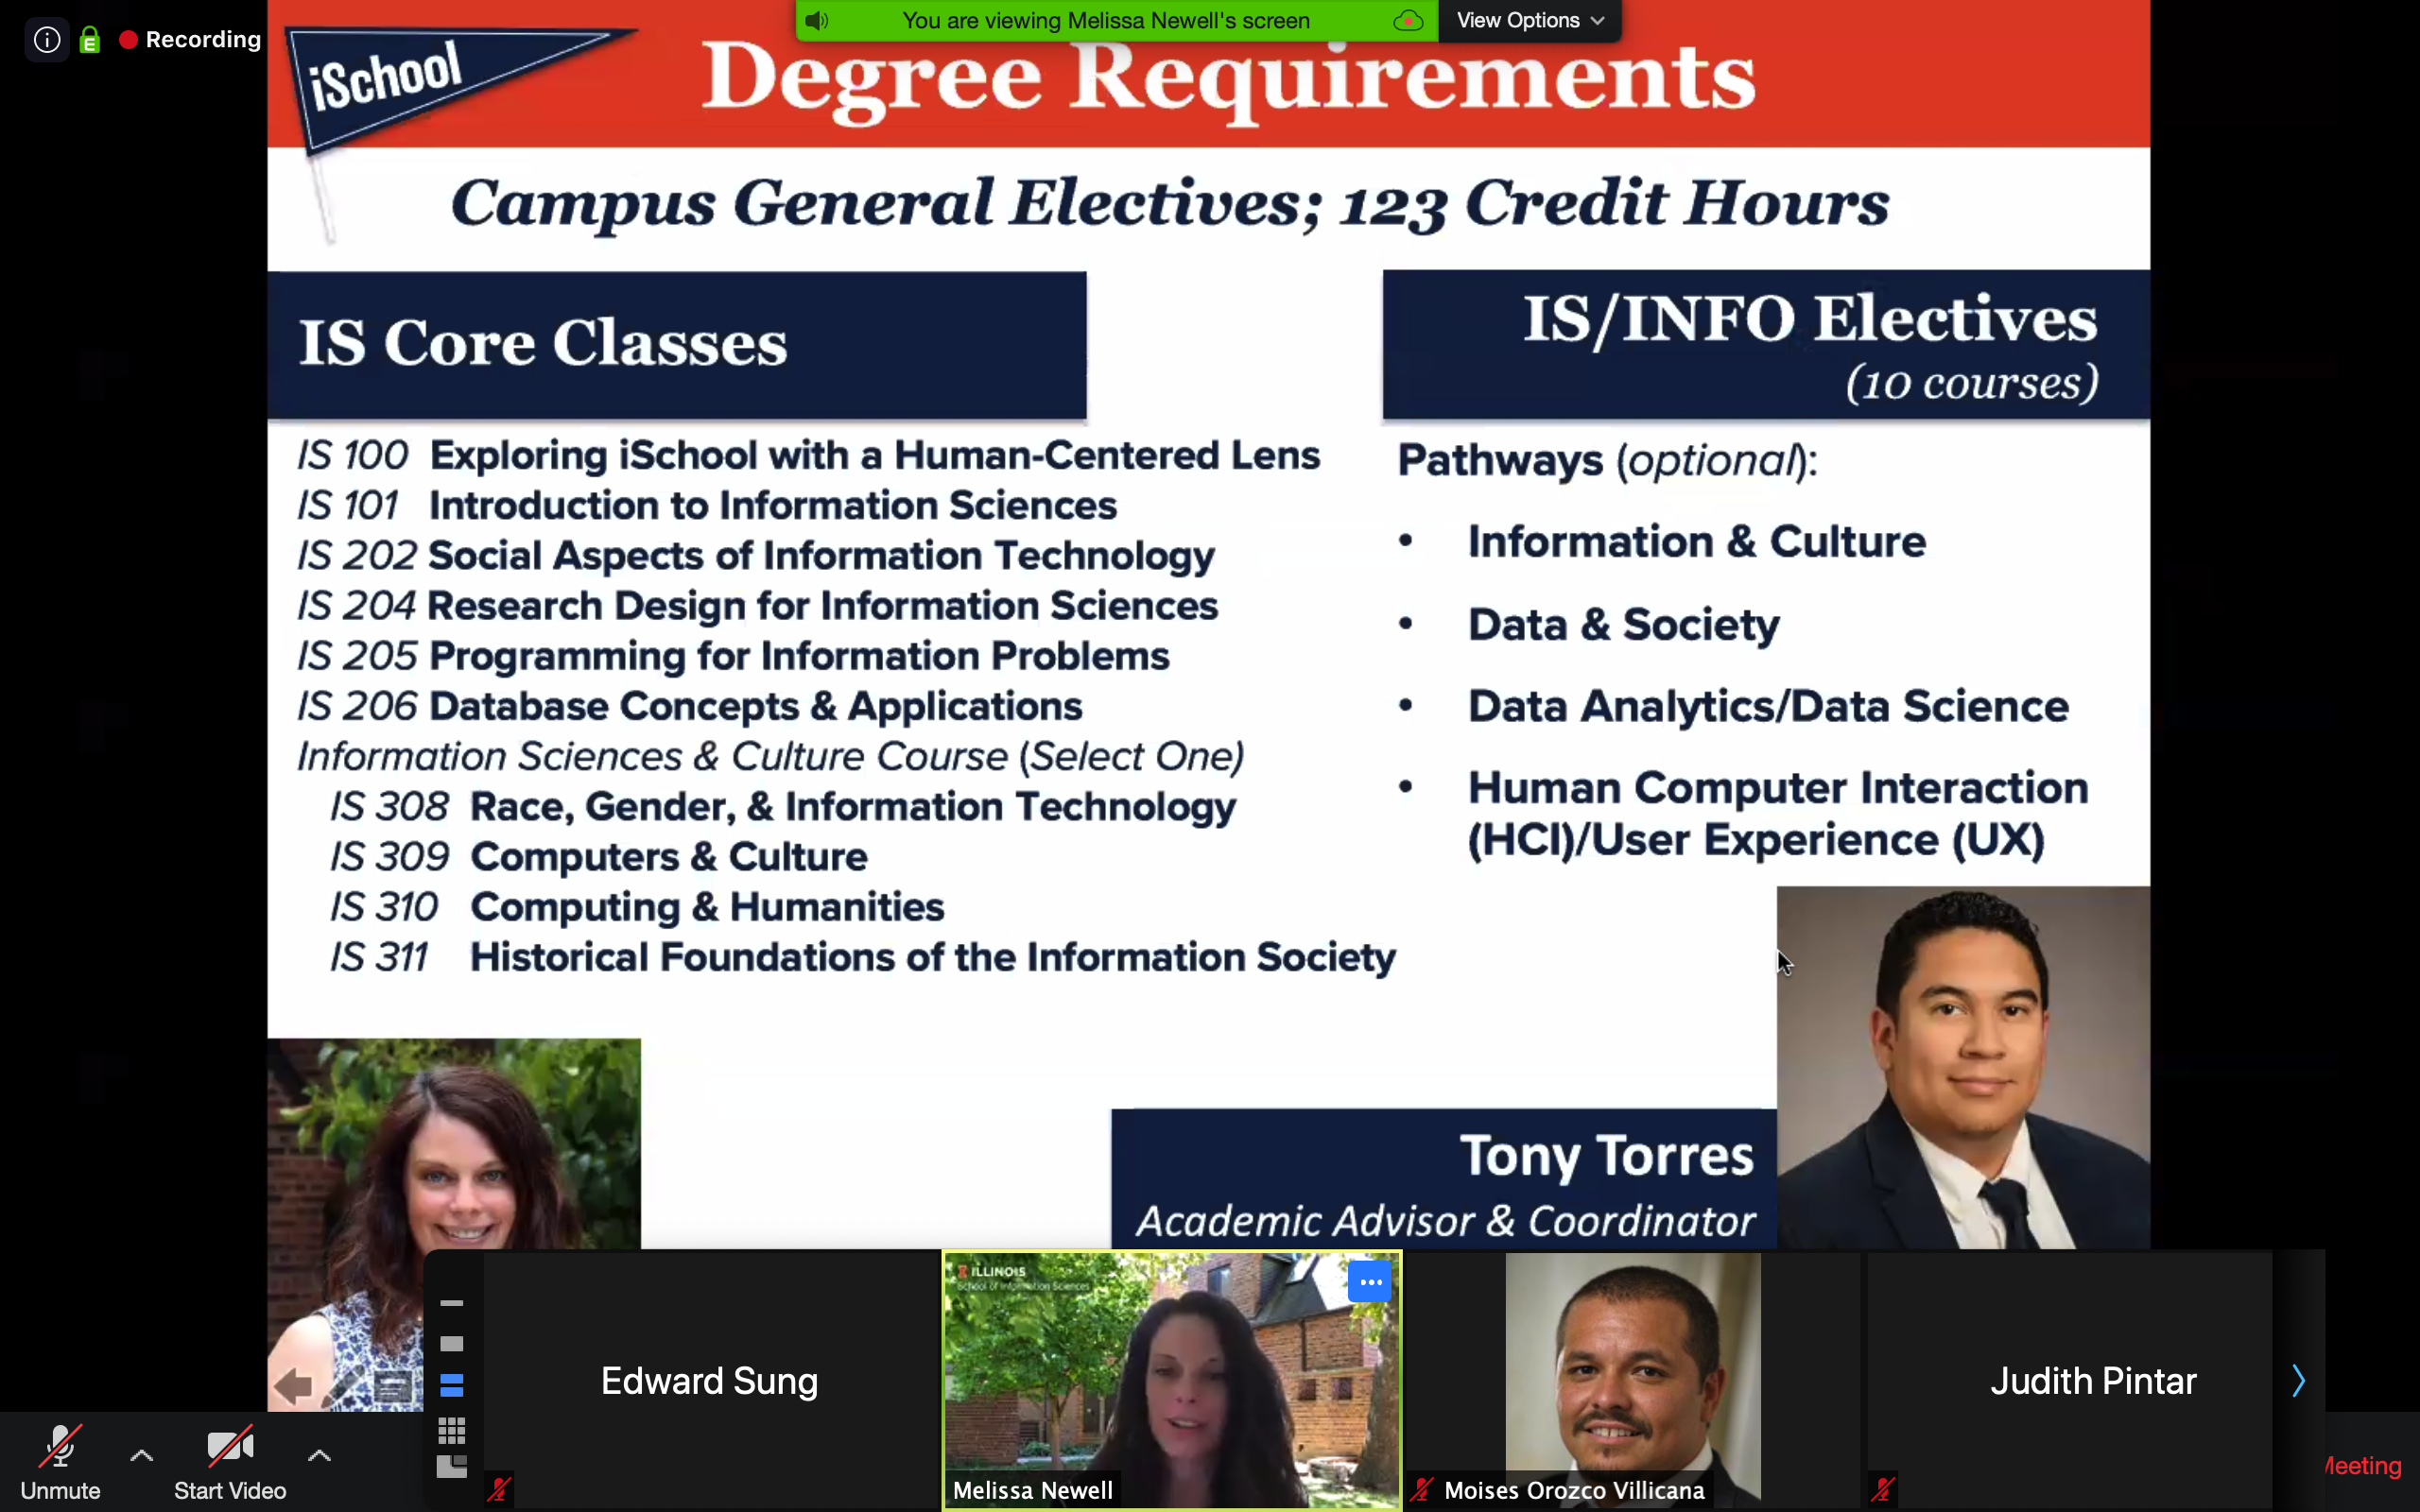 Recording
You are viewing Melissa Newell's screen
View Options
iSchool
Degree Requirements
Campus General Electives; 123 Credit Hours
IS Core Classes
IS 100 Exploring iSchool with a Human-Centered Lens
IS 101 Introduction to Information Sciences
IS 202 Social Aspects of Information Technology
IS 204 Research Design for Information Sciences
IS 205 Programming for Information Problems
IS 206 Database Concepts & Applications
Information Sciences & Culture Course (Select One)
IS 308 Race, Gender, & Information Technology
IS 309 Computers & Culture
IS 310 Computing & Humanities
IS 311 Historical Foundations of the Information Society
IS/INFO Electives
(10 courses)
Pathways (optional):
• Information & Culture
• Data & Society
• Data Analytics/Data Science
• Human Computer Interaction
(HCI)/User Experience (UX)
Tony Torres
Academic Advisor & Coordinator
Edward Sung
ILLINOIS
School of Information Sciences
Melissa Newell
Moises Orozco Villicana
Judith Pintar
Unmute
Start Video
Meeting